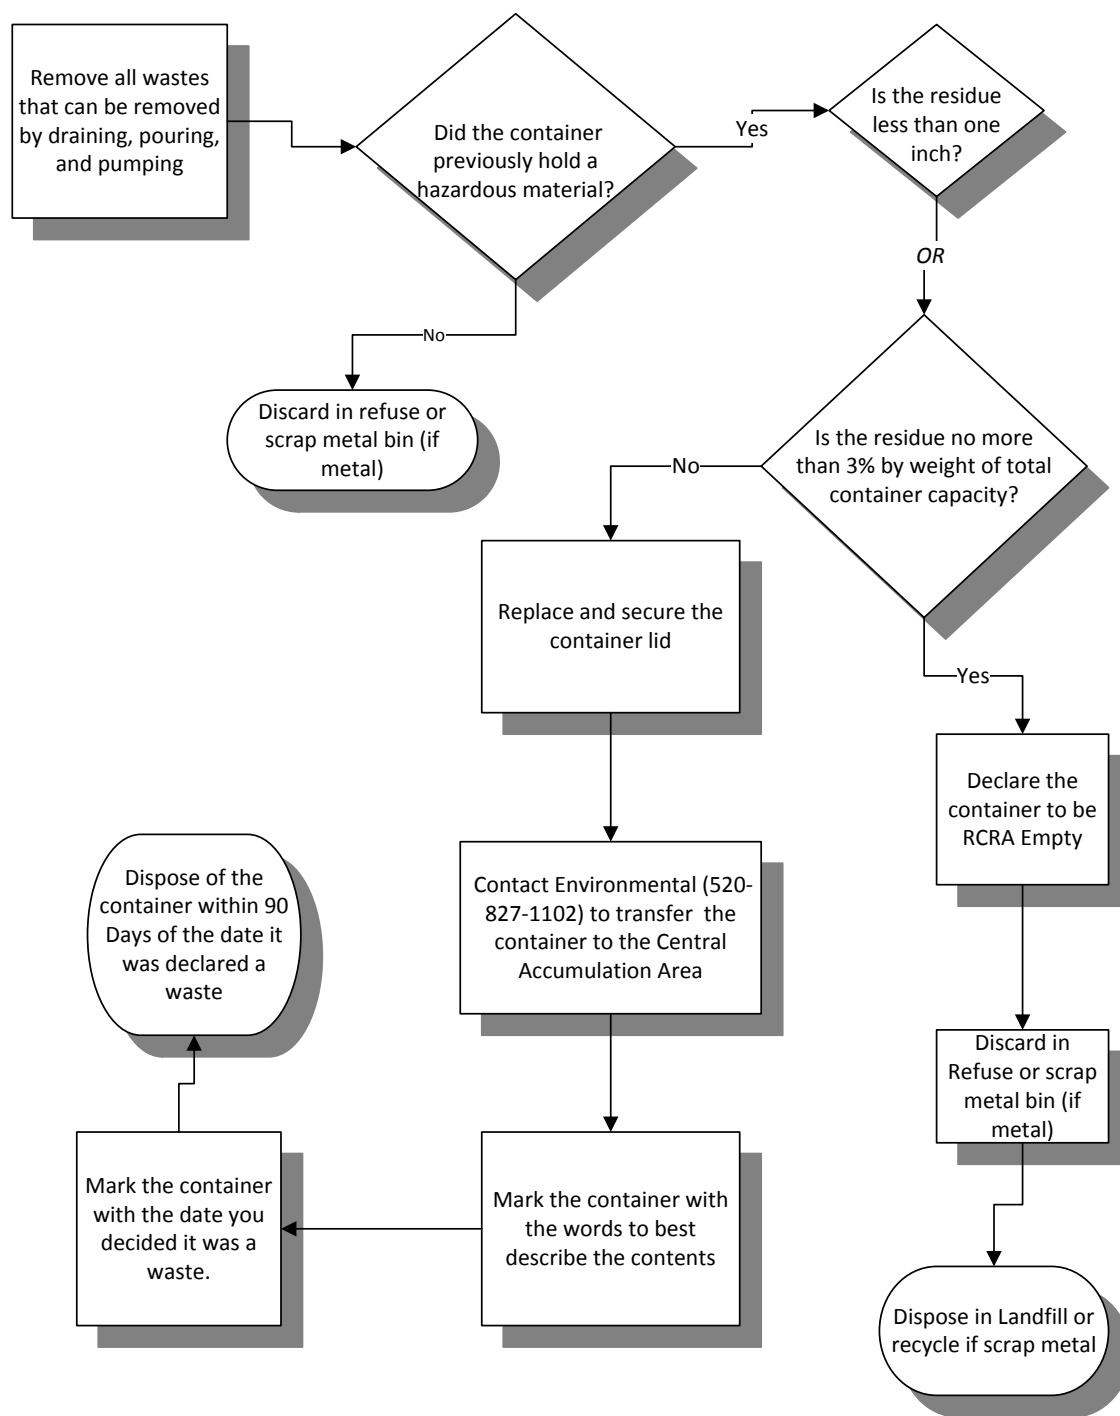 Remove all wastes
that can be removed
by draining, pouring,
and pumping
Did the container
previously hold a
hazardous material?
Yes
Is the residue
less than one
inch?
OR
No
Discard in refuse or
scrap metal bin (if
metal)
Is the residue no more
than 3% by weight of total
container capacity?
No
Replace and secure the
container lid
Yes
Declare the
container to be
RCRA Empty
Contact Environmental (520-
827-1102) to transfer  the
container to the Central
Accumulation Area
Dispose of the
container within 90
Days of the date it
was declared a
waste
Discard in
Refuse or scrap
metal bin (if
metal)
Mark the container
with the date you
decided it was a
waste.
Mark the container with
the words to best
describe the contents
Dispose in Landfill or
recycle if scrap metal